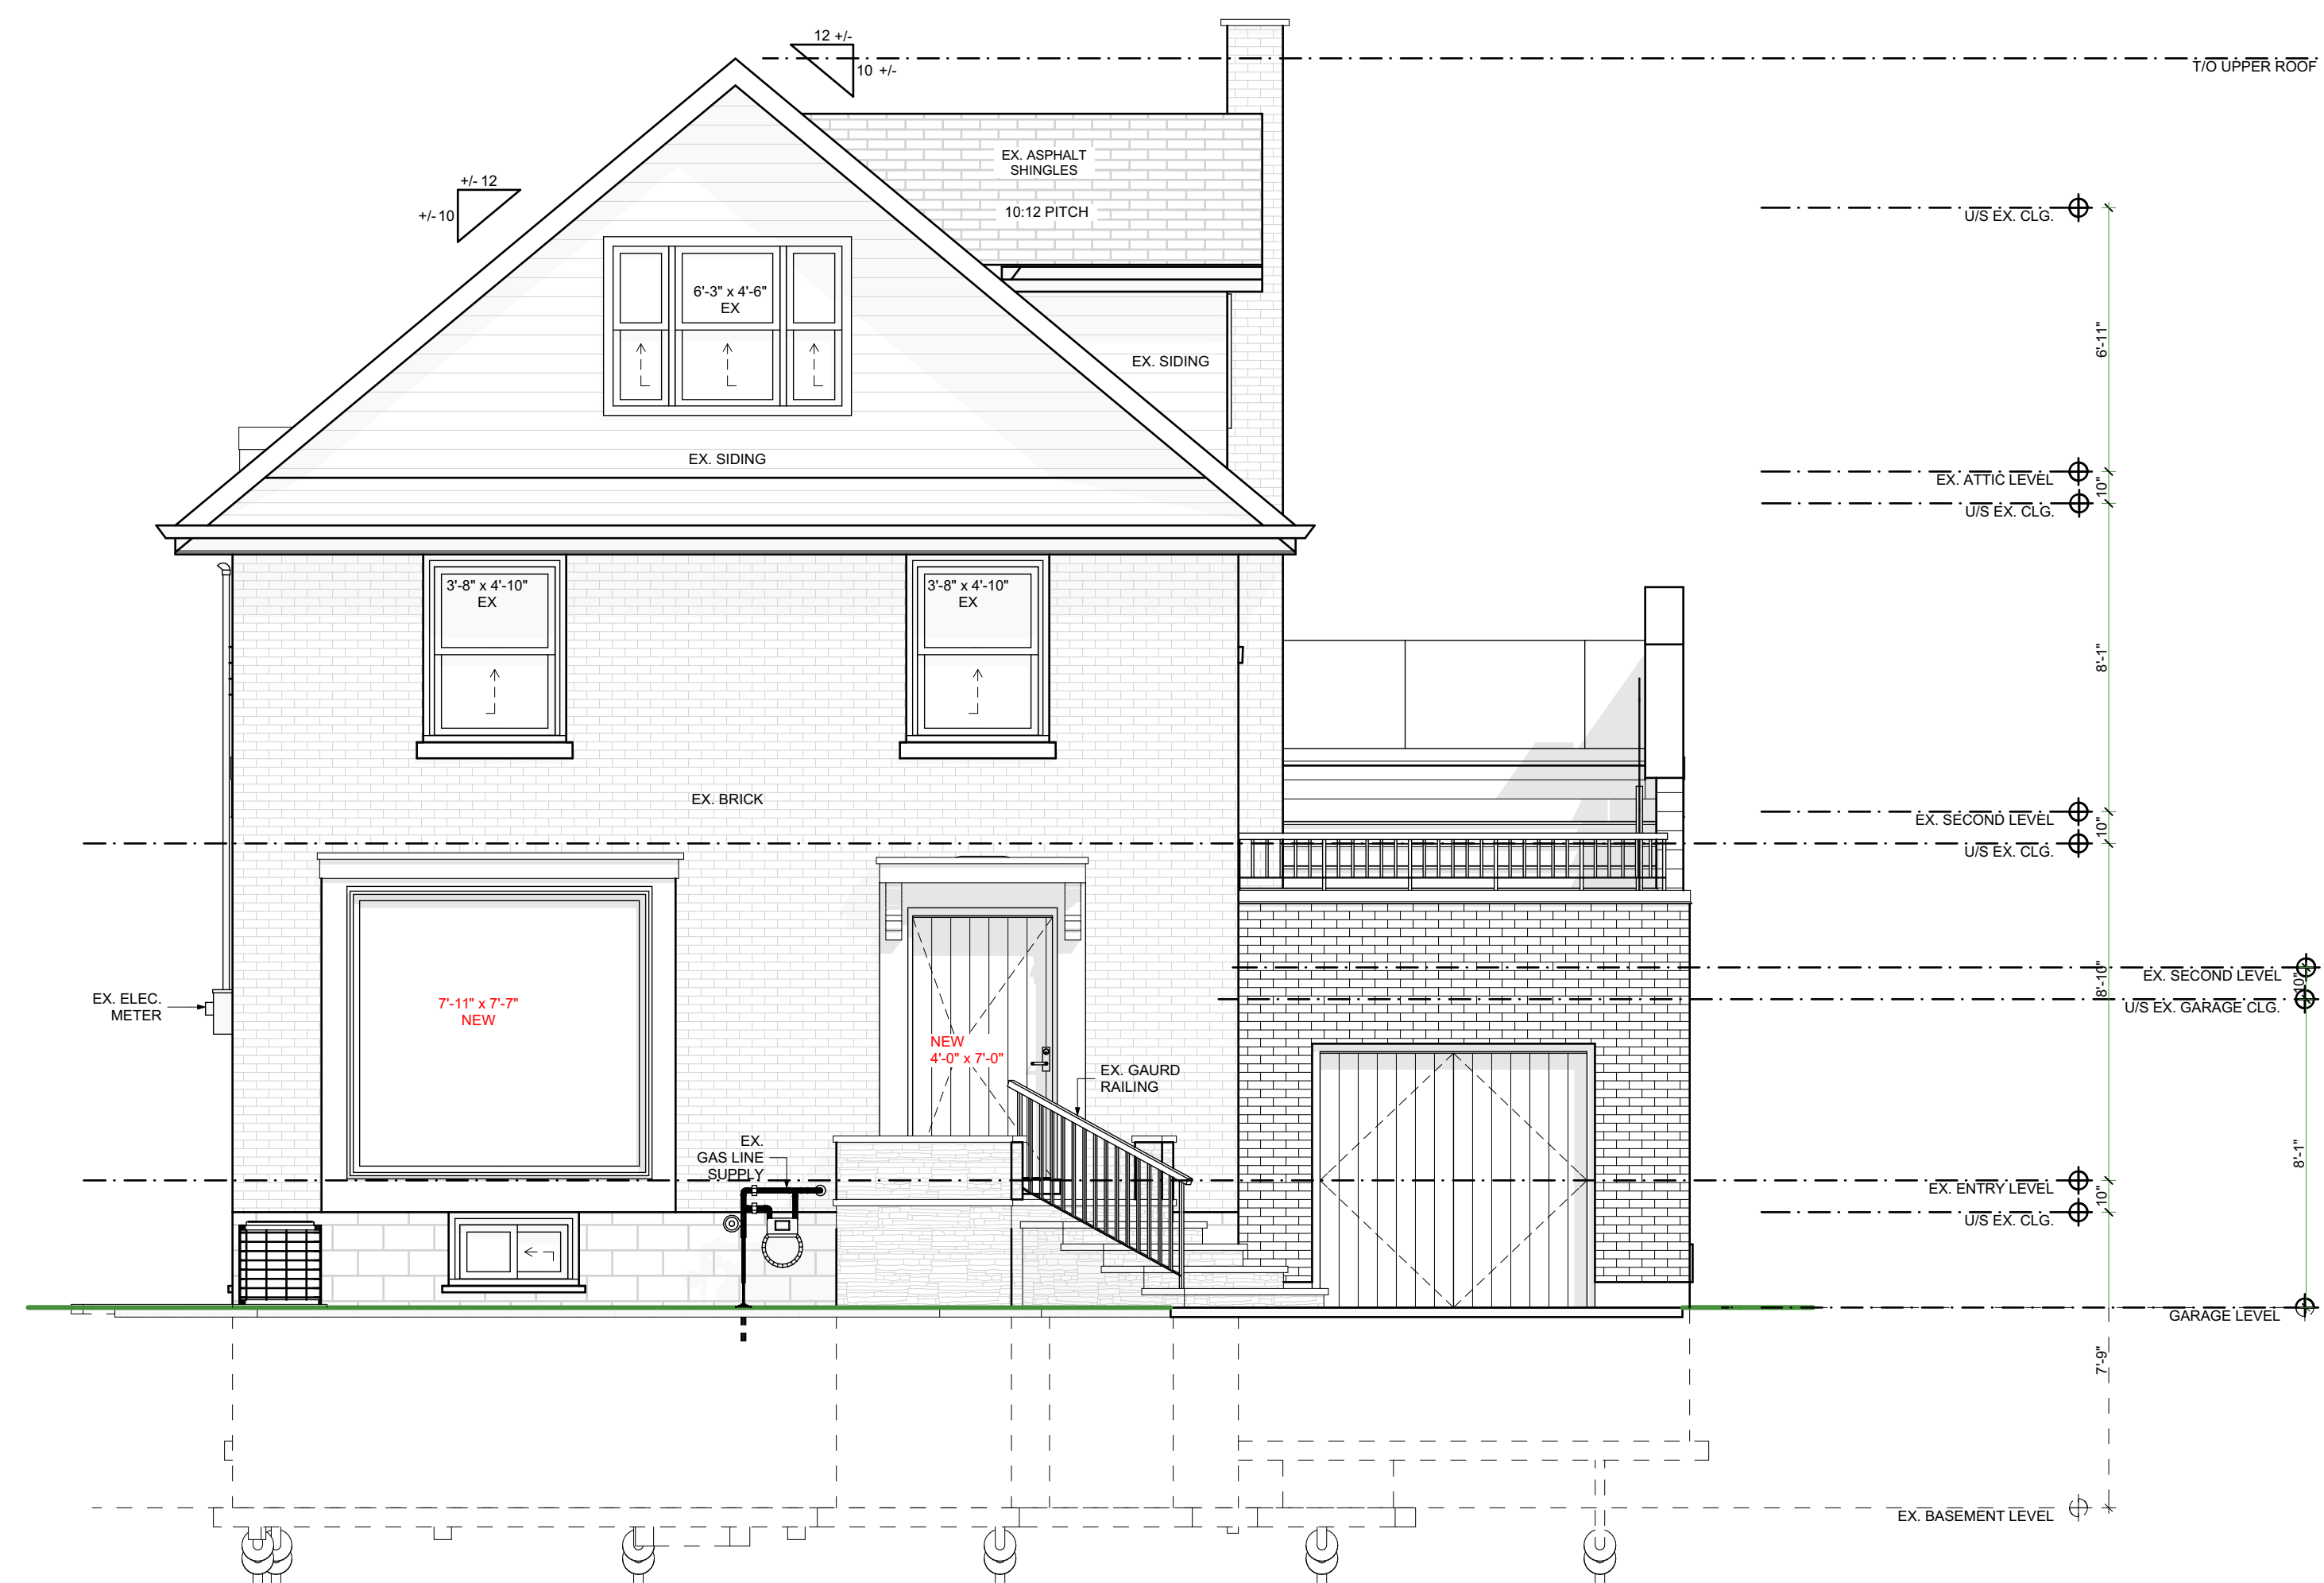 12 +/-
10 +/-
T/O UPPER ROOF
EX. ASPHALT
SHINGLES
10:12 PITCH
+/- 12
+/- 10
U/S EX. CLG.
6'-3" x 4'-6"
EX
6'-11"
EX. SIDING
EX. SIDING
EX. ATTIC LEVEL
10"
U/S EX. CLG.
3'-8" x 4'-10"
EX
3'-8" x 4'-10"
EX
8'-1"
EX. BRICK
EX. SECOND LEVEL
10"
U/S EX. CLG.
EX. ELEC.
METER
7'-11" x 7'-7"
NEW
8'-10"
EX. SECOND LEVEL
10"
U/S EX. GARAGE CLG.
NEW
4'-0" x 7'-0"
EX. GAURD
RAILING
EX.
GAS LINE
SUPPLY
8'-1"
EX. ENTRY LEVEL
10"
U/S EX. CLG.
GARAGE LEVEL
7'-9"
EX. BASEMENT LEVEL